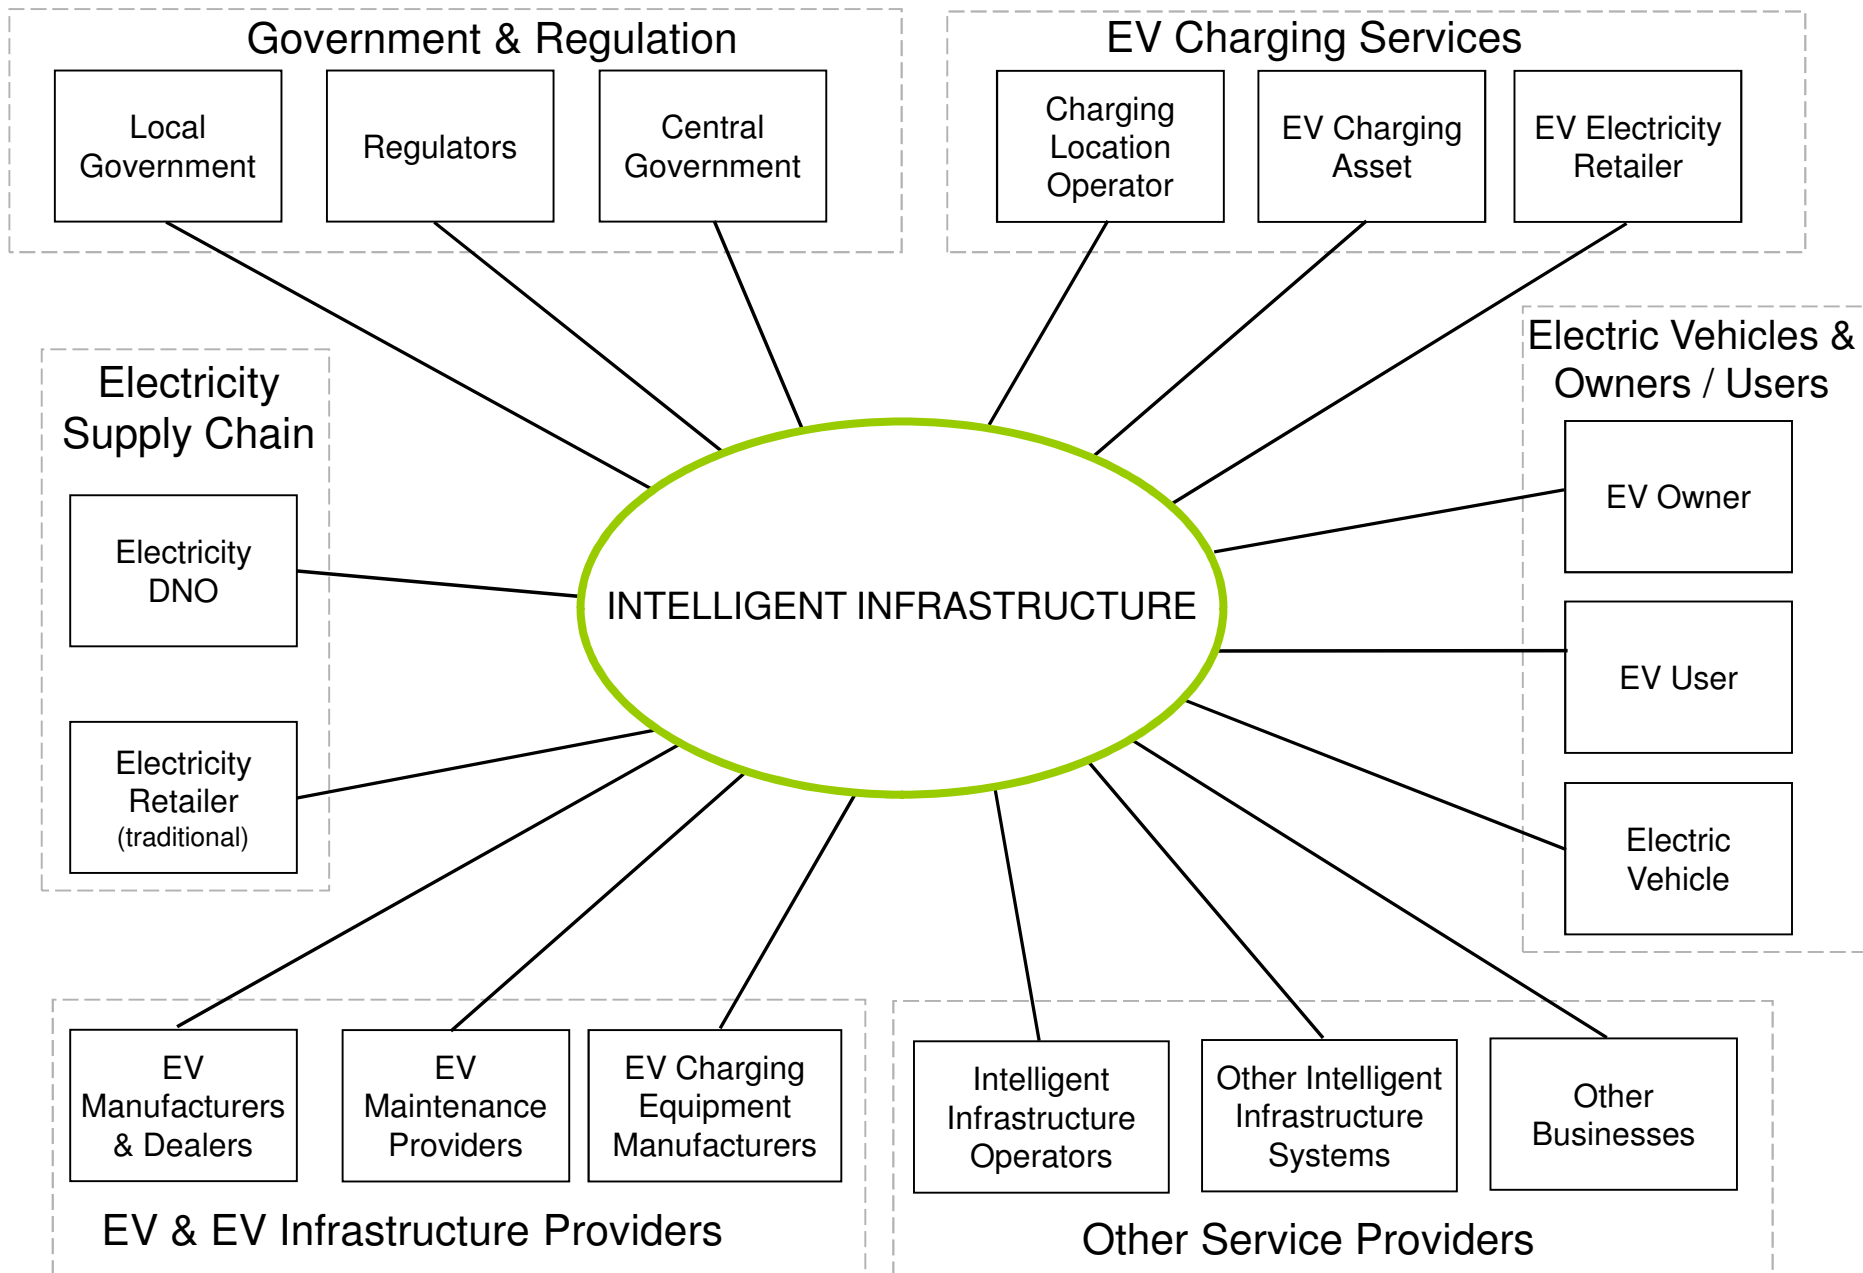 Government & Regulation
Local
Government
Regulators
Central
Government
EV Charging Services
Charging
Location
Operator
EV Charging
Asset
EV Electricity
Retailer
Electricity
Supply Chain
Electricity
DNO
Electricity
Retailer
(traditional)
INTELLIGENT INFRASTRUCTURE
Electric Vehicles &
Owners / Users
EV Owner
EV User
Electric
Vehicle
EV
Manufacturers
& Dealers
EV
Maintenance
Providers
EV Charging
Equipment
Manufacturers
EV & EV Infrastructure Providers
Intelligent
Infrastructure
Operators
Other Intelligent
Infrastructure
Systems
Other
Businesses
Other Service Providers